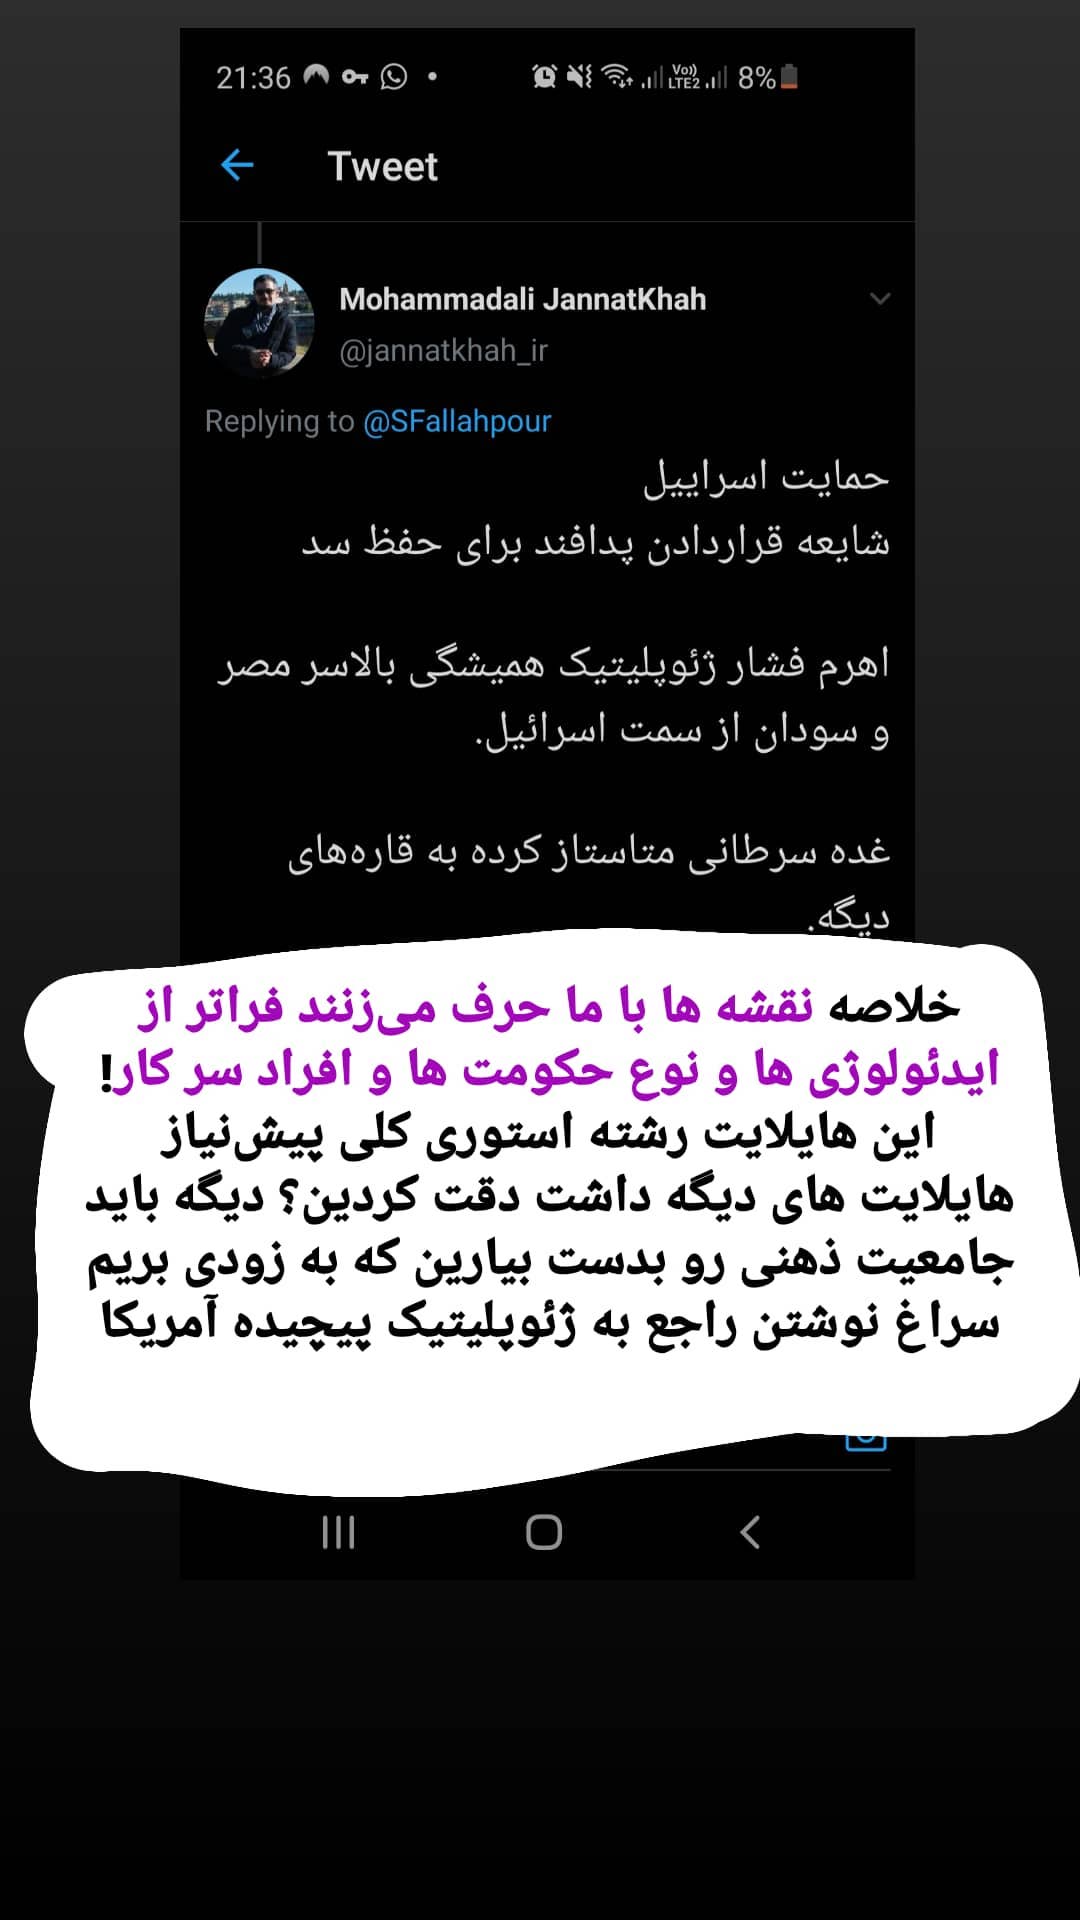 21:36 Vo)) LTE2 8%
Tweet
Mohammadali JannatKhah
@jannatkhah_ir
Replying to @SFallahpour
حمایت اسراییل
شایعه قراردادن پدافند برای حفظ سد
اهرم فشار ژئوپلیتیک همیشگی بالاسر مصر
و سودان از سمت اسرائیل.
غده سرطانی متاستاز کرده به قاره‌های
دیگه.
خلاصه نقشه ها با ما حرف می‌زنند فراتر از
ایدئولوژی ها و نوع حکومت ها و افراد سر کار!
این هایلایت رشته استوری کلی پیش‌نیاز
هایلایت های دیگه داشت دقت کردین؟ دیگه باید
جامعیت ذهنی رو بدست بیارین که به زودی بریم
سراغ نوشتن راجع به ژئوپلیتیک پیچیده آمریکا